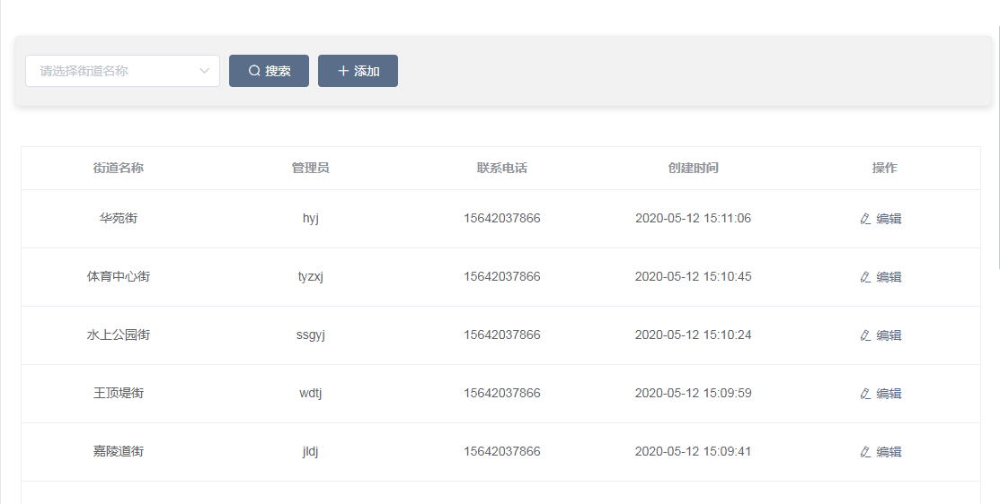 请选择街道名称 搜索 添加
街道名称 管理员 联系电话 创建时间 操作
华苑街 hyj 15642037866 2020-05-12 15:11:06 编辑
体育中心街 tyzxj 15642037866 2020-05-12 15:10:45 编辑
水上公园街 ssgyj 15642037866 2020-05-12 15:10:24 编辑
王顶堤街 wdtj 15642037866 2020-05-12 15:09:59 编辑
嘉陵道街 jldj 15642037866 2020-05-12 15:09:41 编辑